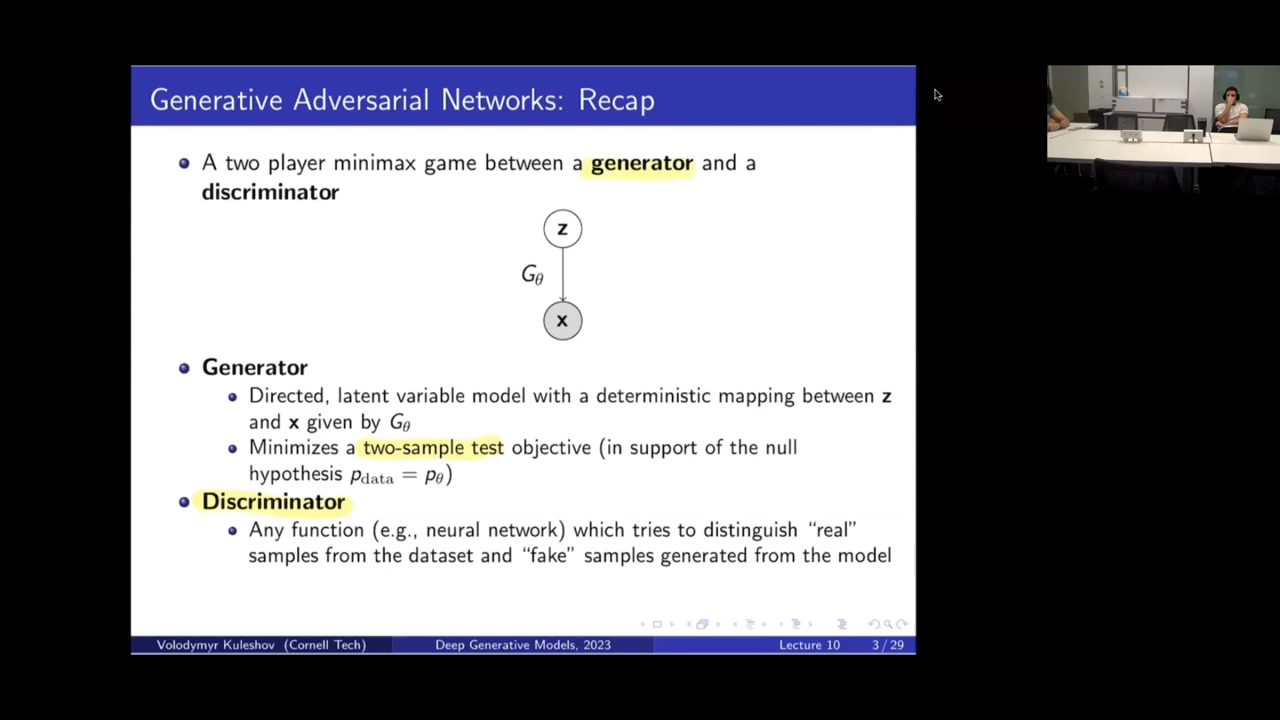 Generative Adversarial Networks: Recap
A two player minimax game between a generator and a
discriminator
z
Gθ
x
Generator
Directed, latent variable model with a deterministic mapping between z
and x given by Gθ
Minimizes a two-sample test objective (in support of the null
hypothesis pdata = pθ)
Discriminator
Any function (e.g., neural network) which tries to distinguish “real”
samples from the dataset and “fake” samples generated from the model
Volodymyr Kuleshov (Cornell Tech) Deep Generative Models, 2023 Lecture 10 3 / 29